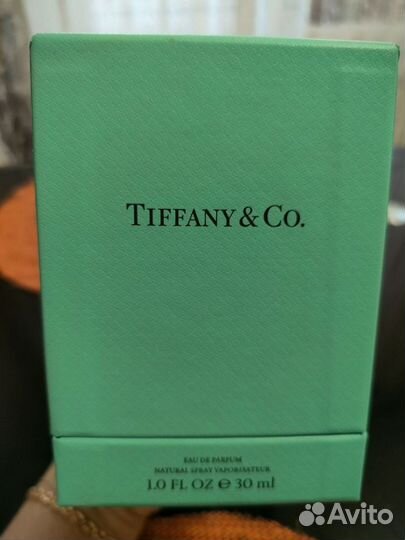 TIFFANY & CO.
EAU DE PARFUM
NATURAL SPRAY VAPORISATEUR
1.0 FL OZ ℮ 30 ml
Avito